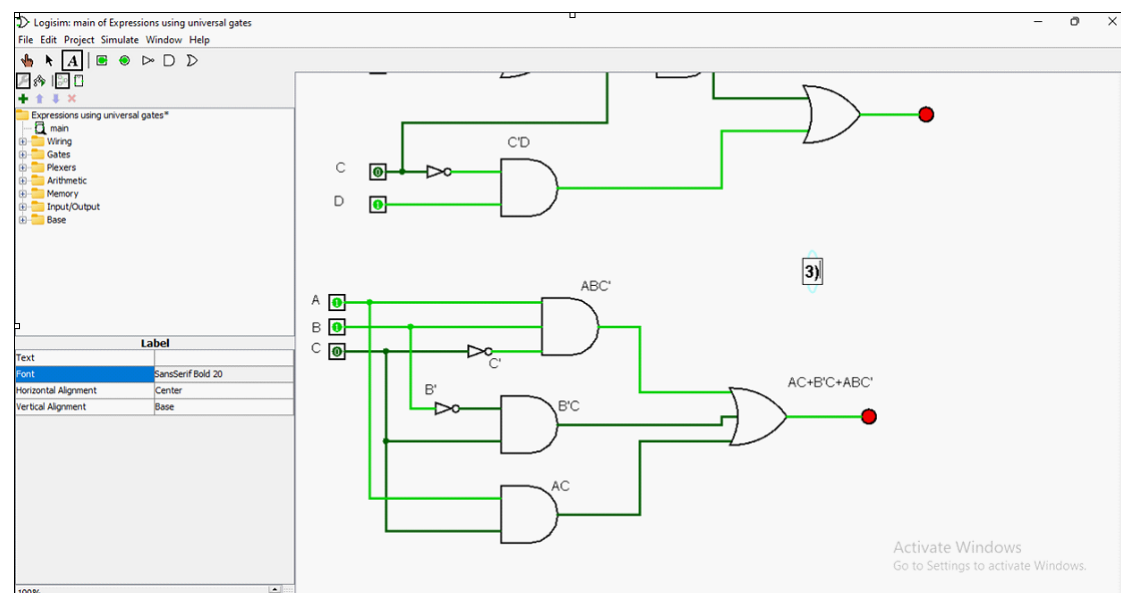 Logisim: main of Expressions using universal gates
File Edit Project Simulate Window Help
A
Expressions using universal gates*
main
Wiring
Gates
Plexers
Arithmetic
Memory
Input/Output
Base
Label
Text
Font SansSerif Bold 20
Horizontal Alignment Center
Vertical Alignment Base
100%
C'D
C 0
D 1
3)
ABC'
A 1
B 1
C 0
C'
B'
B'C
AC
AC+B'C+ABC'
Activate Windows
Go to Settings to activate Windows.